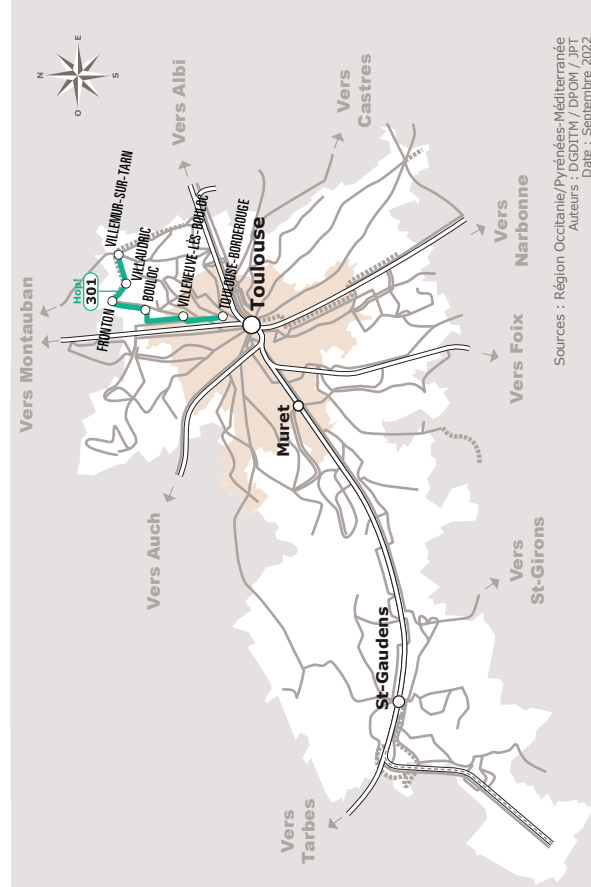 N
E
S
O
Vers Albi
Vers
Castres
Vers Montauban
Hop!
301
FRONTON
VILLEMUR-SUR-TARN
VILLAUDRIC
BOULOC
VILLENEUVE-LÈS-BOULOC
TOULOUSE-BORDEROUGE
Toulouse
Vers
Narbonne
Vers Foix
Muret
Vers Auch
Vers
St-Girons
St-Gaudens
Vers
Tarbes
Sources : Région Occitanie/Pyrénées-Méditerranée
Auteurs : DGDITM / DPOM / JPT
Date : Septembre 2022